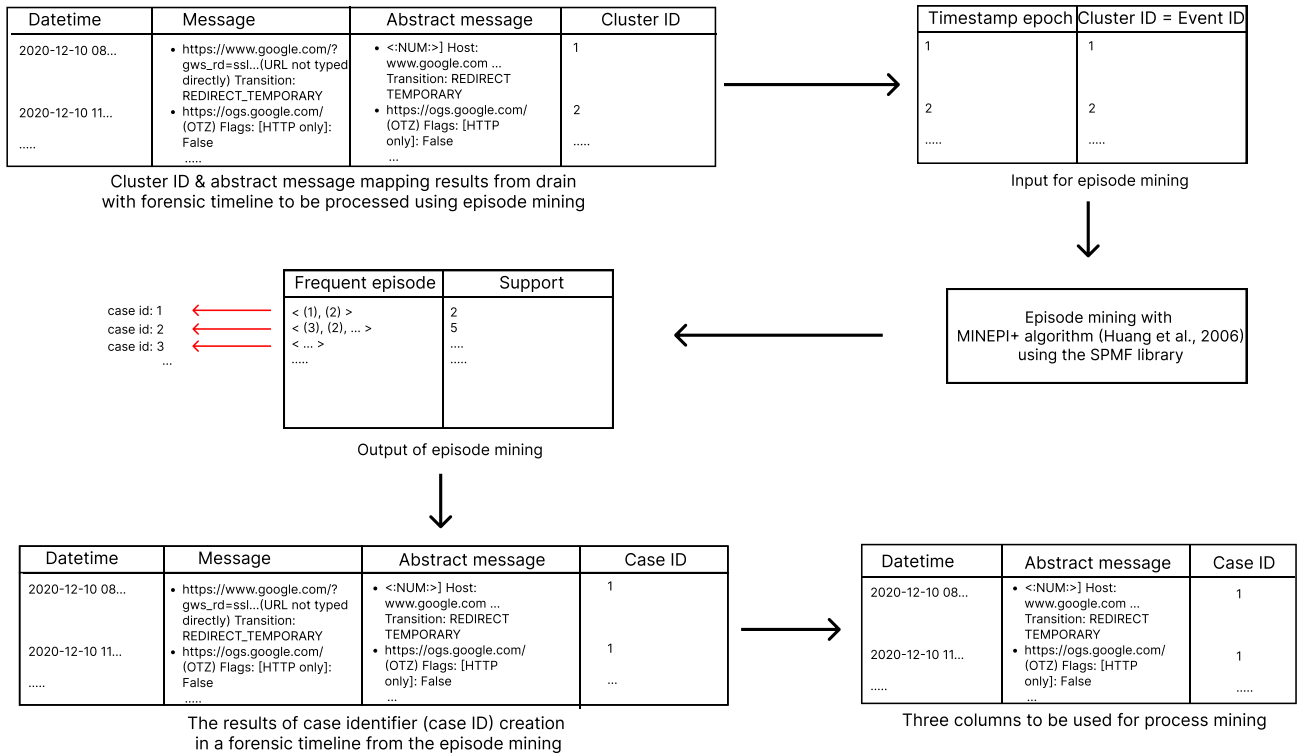 Datetime Message Abstract message Cluster ID
2020-12-10 08... • https://www.google.com/? • <:NUM:>] Host: 1
gws_rd=ssl...(URL not typed www.google.com ...
directly) Transition: Transition: REDIRECT
REDIRECT_TEMPORARY TEMPORARY
2020-12-10 11... • https://ogs.google.com/ • https://ogs.google.com/ 2
(OTZ) Flags: [HTTP only]: (OTZ) Flags: [HTTP
False only]: False
..... ..... ... .....
Cluster ID & abstract message mapping results from drain
with forensic timeline to be processed using episode mining
Timestamp epoch Cluster ID = Event ID
1 1
2 2
..... .....
Input for episode mining
Episode mining with
MINEPI+ algorithm (Huang et al., 2006)
using the SPMF library
Frequent episode Support
case id: 1 < (1), (2) > 2
case id: 2 < (3), (2), ... > 5
case id: 3 < ... > ....
... ..... .....
Output of episode mining
Datetime Message Abstract message Case ID
2020-12-10 08... • https://www.google.com/? • <:NUM:>] Host: 1
gws_rd=ssl...(URL not typed www.google.com ...
directly) Transition: Transition: REDIRECT
REDIRECT_TEMPORARY TEMPORARY
2020-12-10 11... • https://ogs.google.com/ • https://ogs.google.com/ 1
(OTZ) Flags: [HTTP only]: (OTZ) Flags: [HTTP
False only]: False
..... ..... ... ...
The results of case identifier (case ID) creation
in a forensic timeline from the episode mining
Datetime Abstract message Case ID
2020-12-10 08... • <:NUM:>] Host: 1
www.google.com ...
Transition: REDIRECT
TEMPORARY
2020-12-10 11... • https://ogs.google.com/ 1
(OTZ) Flags: [HTTP
only]: False
..... ... .....
Three columns to be used for process mining